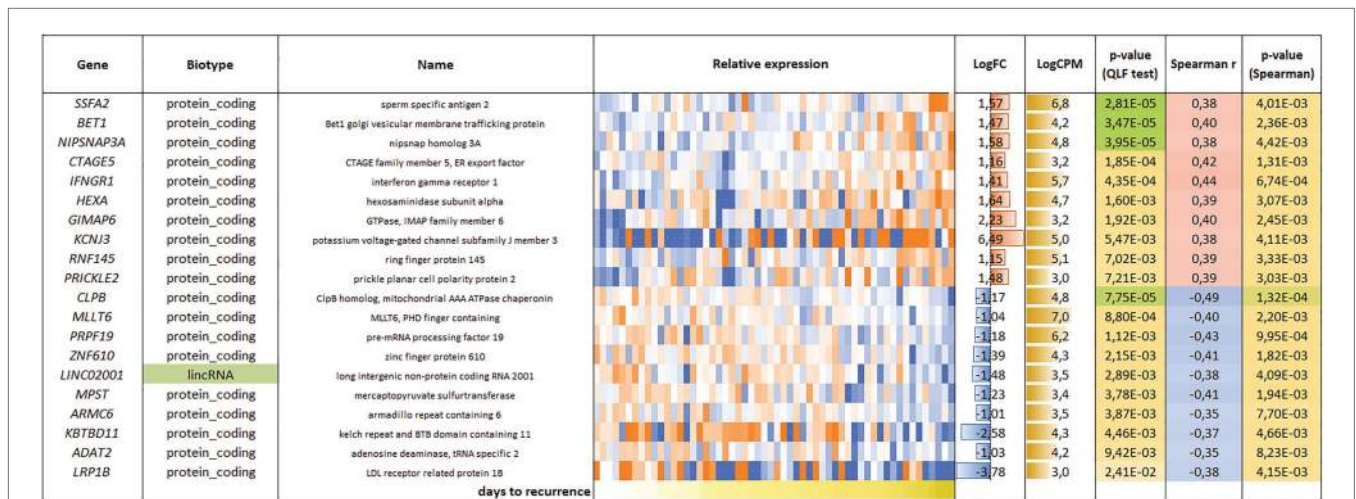 Gene Biotype Name Relative expression LogFC LogCPM p-value (QLF test) Spearman r p-value (Spearman)
SSFA2 protein_coding sperm specific antigen 2 1,57 6,8 2,81E-05 0,38 4,01E-03
BET1 protein_coding Bet1 golgi vesicular membrane trafficking protein 1,47 4,2 3,47E-05 0,40 2,36E-03
NIPSNAP3A protein_coding nipsnap homolog 3A 1,58 4,8 3,95E-05 0,38 4,42E-03
CTAGE5 protein_coding CTAGE family member 5, ER export factor 1,16 3,2 1,85E-04 0,42 1,31E-03
IFNGR1 protein_coding interferon gamma receptor 1 1,41 5,7 4,35E-04 0,44 6,74E-04
HEXA protein_coding hexosaminidase subunit alpha 1,64 4,7 1,60E-03 0,39 3,07E-03
GIMAP6 protein_coding GTPase, IMAP family member 6 2,23 3,2 1,92E-03 0,40 2,45E-03
KCNJ3 protein_coding potassium voltage-gated channel subfamily J member 3 6,49 5,0 5,47E-03 0,38 4,11E-03
RNF145 protein_coding ring finger protein 145 1,15 5,1 7,02E-03 0,39 3,33E-03
PRICKLE2 protein_coding prickle planar cell polarity protein 2 1,48 3,0 7,21E-03 0,39 3,03E-03
CLPB protein_coding ClpB homolog, mitochondrial AAA ATPase chaperonin -1,17 4,8 7,75E-05 -0,49 1,32E-04
MLLT6 protein_coding MLLT6, PHD finger containing -1,04 7,0 8,80E-04 -0,40 2,20E-03
PRPF19 protein_coding pre-mRNA processing factor 19 -1,18 6,2 1,12E-03 -0,43 9,95E-04
ZNF610 protein_coding zinc finger protein 610 -1,39 4,3 2,15E-03 -0,41 1,82E-03
LINC02001 lincRNA long intergenic non-protein coding RNA 2001 -1,48 3,5 2,89E-03 -0,38 4,09E-03
MPST protein_coding mercaptopyruvate sulfurtransferase -1,23 3,4 3,78E-03 -0,41 1,94E-03
ARMC6 protein_coding armadillo repeat containing 6 -1,01 3,5 3,87E-03 -0,35 7,70E-03
KBTBD11 protein_coding kelch repeat and BTB domain containing 11 -2,58 4,3 4,46E-03 -0,37 4,66E-03
ADAT2 protein_coding adenosine deaminase, tRNA specific 2 -1,03 4,2 9,42E-03 -0,35 8,23E-03
LRP1B protein_coding LDL receptor related protein 1B -3,78 3,0 2,41E-02 -0,38 4,15E-03
days to recurrence